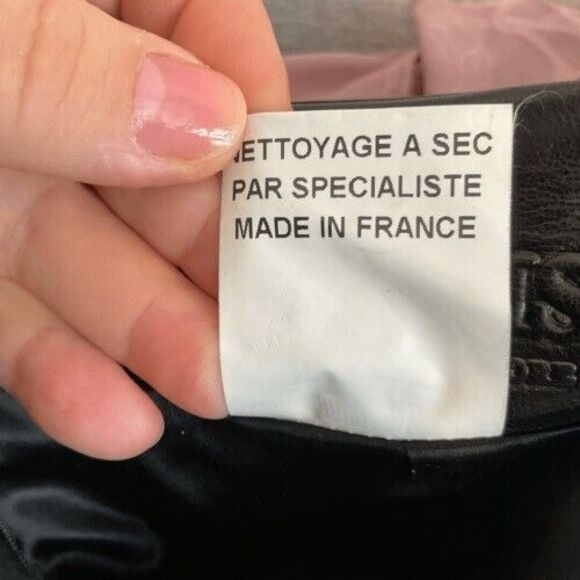 NETTOYAGE A SEC
PAR SPECIALISTE
MADE IN FRANCE